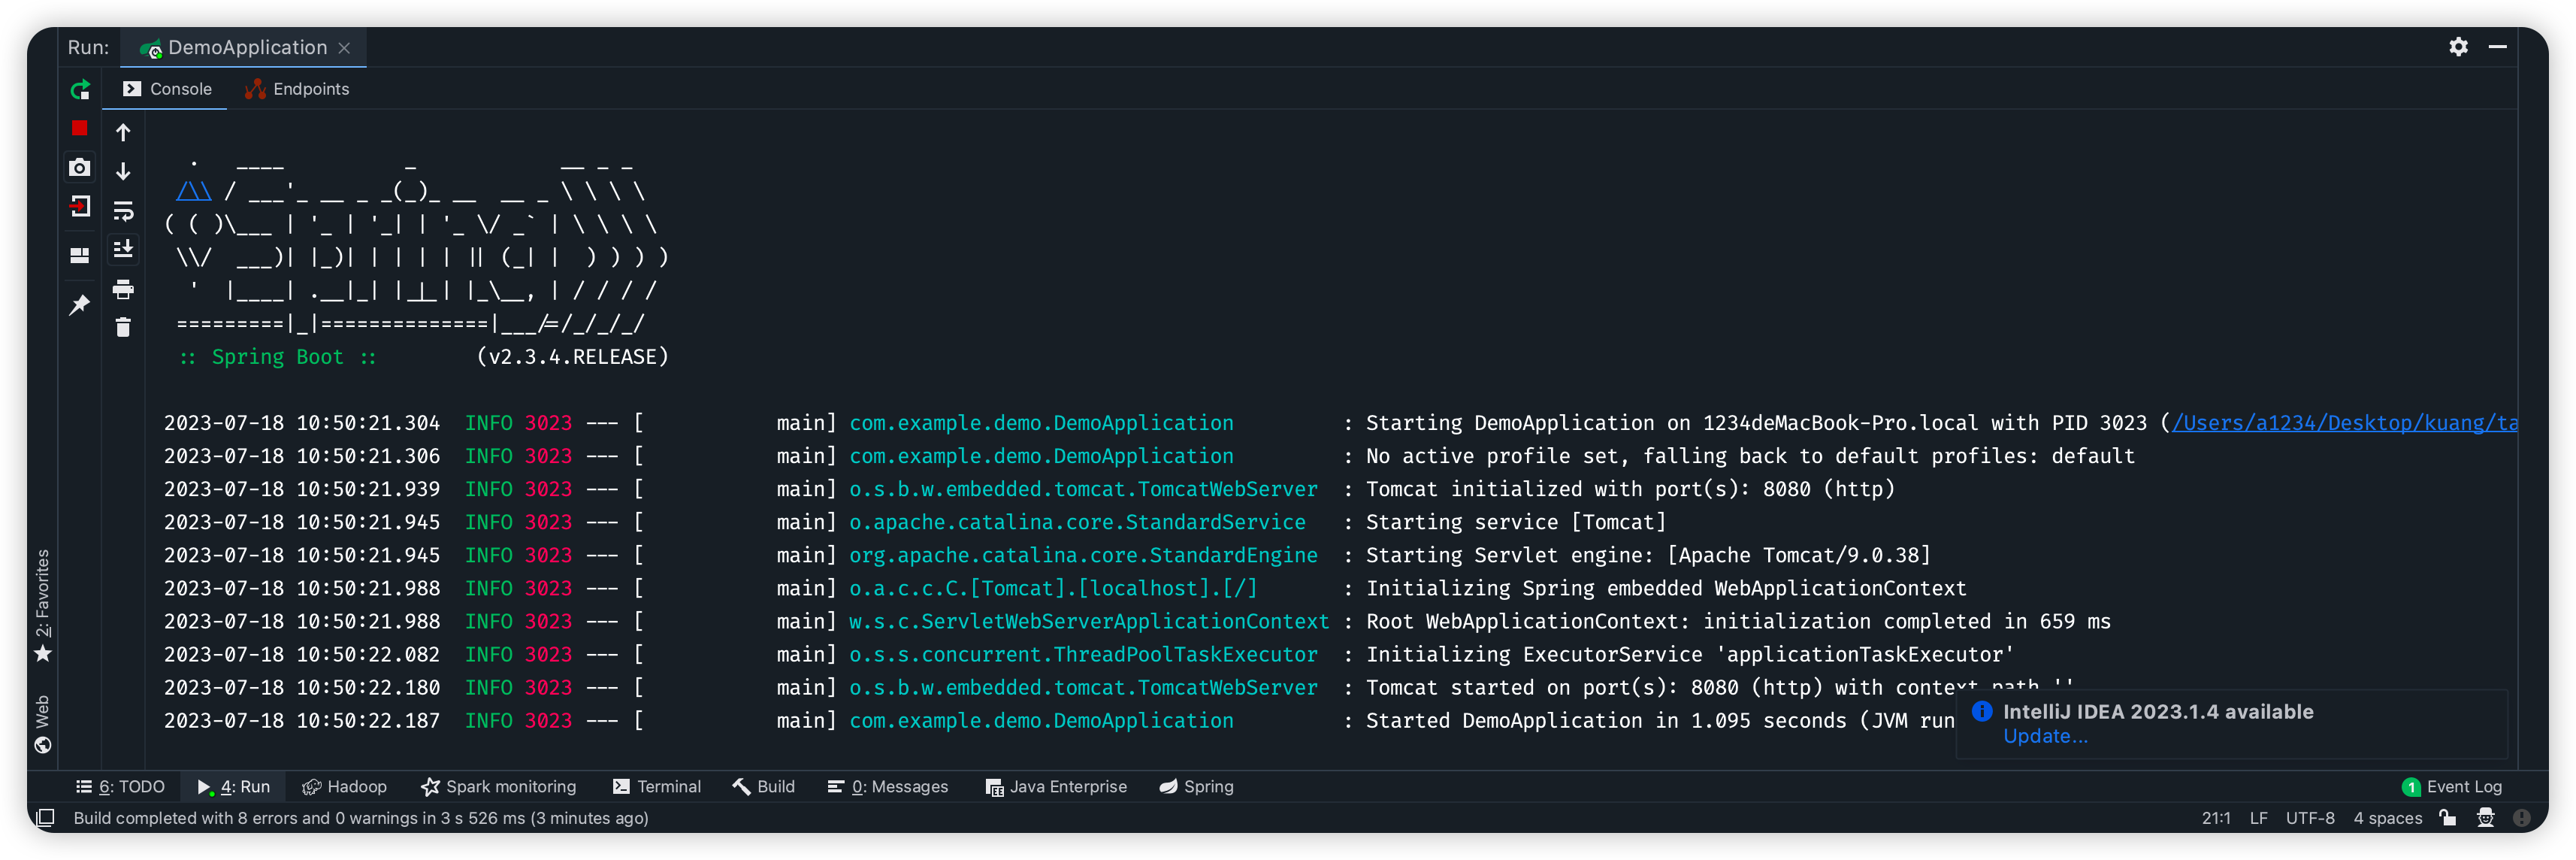 Run: DemoApplication
Console Endpoints
  .   ____          _            __ _ _
 /\\ / ___'_ __ _ _(_)_ __  __ _ \ \ \ \
( ( )\___ | '_ | '_| | '_ \/ _` | \ \ \ \
 \\/  ___)| |_)| | | | | || (_| |  ) ) ) )
  '  |____| .__|_| |_|_| |_\__, | / / / /
 =========|_|==============|___/=/_/_/_/
 :: Spring Boot ::        (v2.3.4.RELEASE)
2023-07-18 10:50:21.304  INFO 3023 --- [           main] com.example.demo.DemoApplication         : Starting DemoApplication on 1234deMacBook-Pro.local with PID 3023 (/Users/a1234/Desktop/kuang/ta
2023-07-18 10:50:21.306  INFO 3023 --- [           main] com.example.demo.DemoApplication         : No active profile set, falling back to default profiles: default
2023-07-18 10:50:21.939  INFO 3023 --- [           main] o.s.b.w.embedded.tomcat.TomcatWebServer  : Tomcat initialized with port(s): 8080 (http)
2023-07-18 10:50:21.945  INFO 3023 --- [           main] o.apache.catalina.core.StandardService   : Starting service [Tomcat]
2023-07-18 10:50:21.945  INFO 3023 --- [           main] org.apache.catalina.core.StandardEngine  : Starting Servlet engine: [Apache Tomcat/9.0.38]
2023-07-18 10:50:21.988  INFO 3023 --- [           main] o.a.c.c.C.[Tomcat].[localhost].[/]       : Initializing Spring embedded WebApplicationContext
2023-07-18 10:50:21.988  INFO 3023 --- [           main] w.s.c.ServletWebServerApplicationContext : Root WebApplicationContext: initialization completed in 659 ms
2023-07-18 10:50:22.082  INFO 3023 --- [           main] o.s.s.concurrent.ThreadPoolTaskExecutor  : Initializing ExecutorService 'applicationTaskExecutor'
2023-07-18 10:50:22.180  INFO 3023 --- [           main] o.s.b.w.embedded.tomcat.TomcatWebServer  : Tomcat started on port(s): 8080 (http) with context path ''
2023-07-18 10:50:22.187  INFO 3023 --- [           main] com.example.demo.DemoApplication         : Started DemoApplication in 1.095 seconds (JVM run
IntelliJ IDEA 2023.1.4 available
Update...
2: Favorites
Web
6: TODO 4: Run Hadoop Spark monitoring Terminal Build 0: Messages Java Enterprise Spring 1 Event Log
Build completed with 8 errors and 0 warnings in 3 s 526 ms (3 minutes ago) 21:1 LF UTF-8 4 spaces